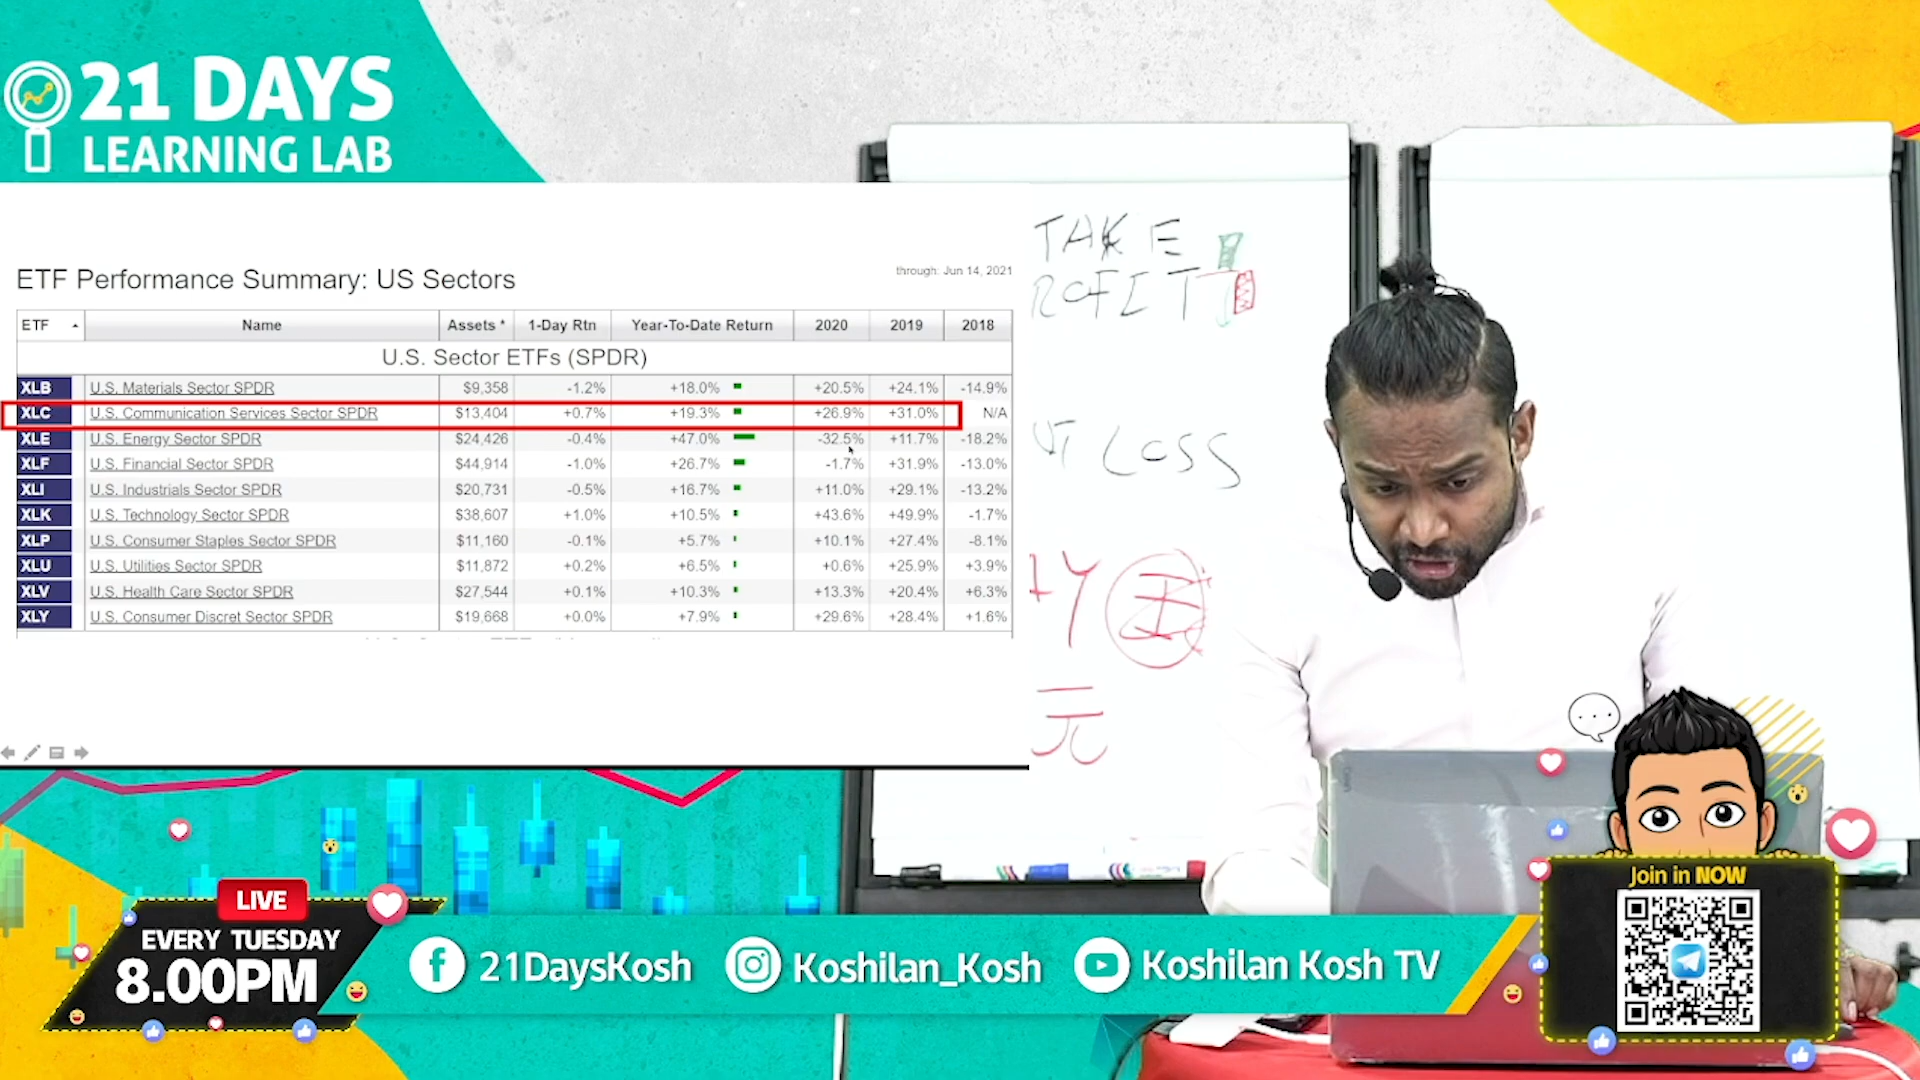 21 DAYS
LEARNING LAB
ETF Performance Summary: US Sectors
through: Jun 14, 2021
ETF Name Assets * 1-Day Rtn Year-To-Date Return 2020 2019 2018
U.S. Sector ETFs (SPDR)
XLB U.S. Materials Sector SPDR $9,358 -1.2% +18.0% +20.5% +24.1% -14.9%
XLC U.S. Communication Services Sector SPDR $13,404 +0.7% +19.3% +26.9% +31.0% N/A
XLE U.S. Energy Sector SPDR $24,426 -0.4% +47.0% -32.5% +11.7% -18.2%
XLF U.S. Financial Sector SPDR $44,914 -1.0% +26.7% -1.7% +31.9% -13.0%
XLI U.S. Industrials Sector SPDR $20,731 -0.5% +16.7% +11.0% +29.1% -13.2%
XLK U.S. Technology Sector SPDR $38,607 +1.0% +10.5% +43.6% +49.9% -1.7%
XLP U.S. Consumer Staples Sector SPDR $11,160 -0.1% +5.7% +10.1% +27.4% -8.1%
XLU U.S. Utilities Sector SPDR $11,872 +0.2% +6.5% +0.6% +25.9% +3.9%
XLV U.S. Health Care Sector SPDR $27,544 +0.1% +10.3% +13.3% +20.4% +6.3%
XLY U.S. Consumer Discret Sector SPDR $19,668 +0.0% +7.9% +29.6% +28.4% +1.6%
TAKE
ROFIT
UT LOSS
Y
元
LIVE
EVERY TUESDAY
8.00PM
21DaysKosh
Koshilan_Kosh
Koshilan Kosh TV
Join in NOW